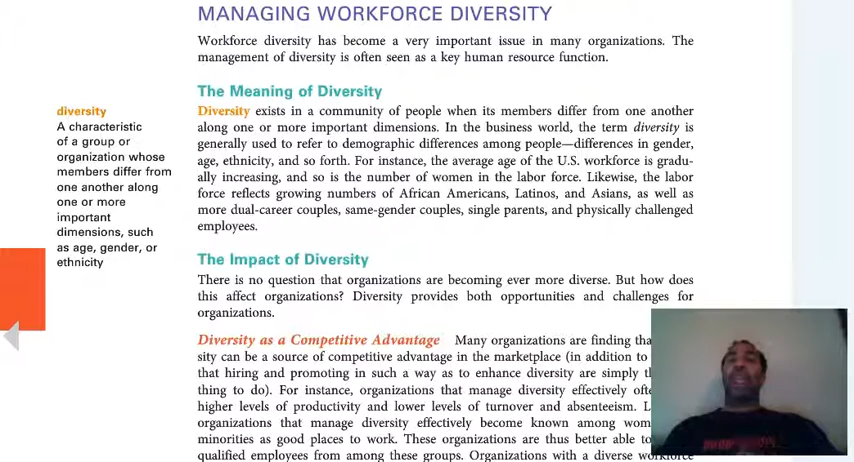 MANAGING WORKFORCE DIVERSITY
Workforce diversity has become a very important issue in many organizations. The
management of diversity is often seen as a key human resource function.
The Meaning of Diversity
diversity
A characteristic
of a group or
organization whose
members differ from
one another along
one or more
important
dimensions, such
as age, gender, or
ethnicity
Diversity exists in a community of people when its members differ from one another
along one or more important dimensions. In the business world, the term diversity is
generally used to refer to demographic differences among people—differences in gender,
age, ethnicity, and so forth. For instance, the average age of the U.S. workforce is gradu-
ally increasing, and so is the number of women in the labor force. Likewise, the labor
force reflects growing numbers of African Americans, Latinos, and Asians, as well as
more dual-career couples, same-gender couples, single parents, and physically challenged
employees.
The Impact of Diversity
There is no question that organizations are becoming ever more diverse. But how does
this affect organizations? Diversity provides both opportunities and challenges for
organizations.
Diversity as a Competitive Advantage Many organizations are finding tha
sity can be a source of competitive advantage in the marketplace (in addition to
that hiring and promoting in such a way as to enhance diversity are simply t
thing to do). For instance, organizations that manage diversity effectively oft
higher levels of productivity and lower levels of turnover and absenteeism. L
organizations that manage diversity effectively become known among wom
minorities as good places to work. These organizations are thus better able to
qualified employees from among these groups. Organizations with a diverse workforce